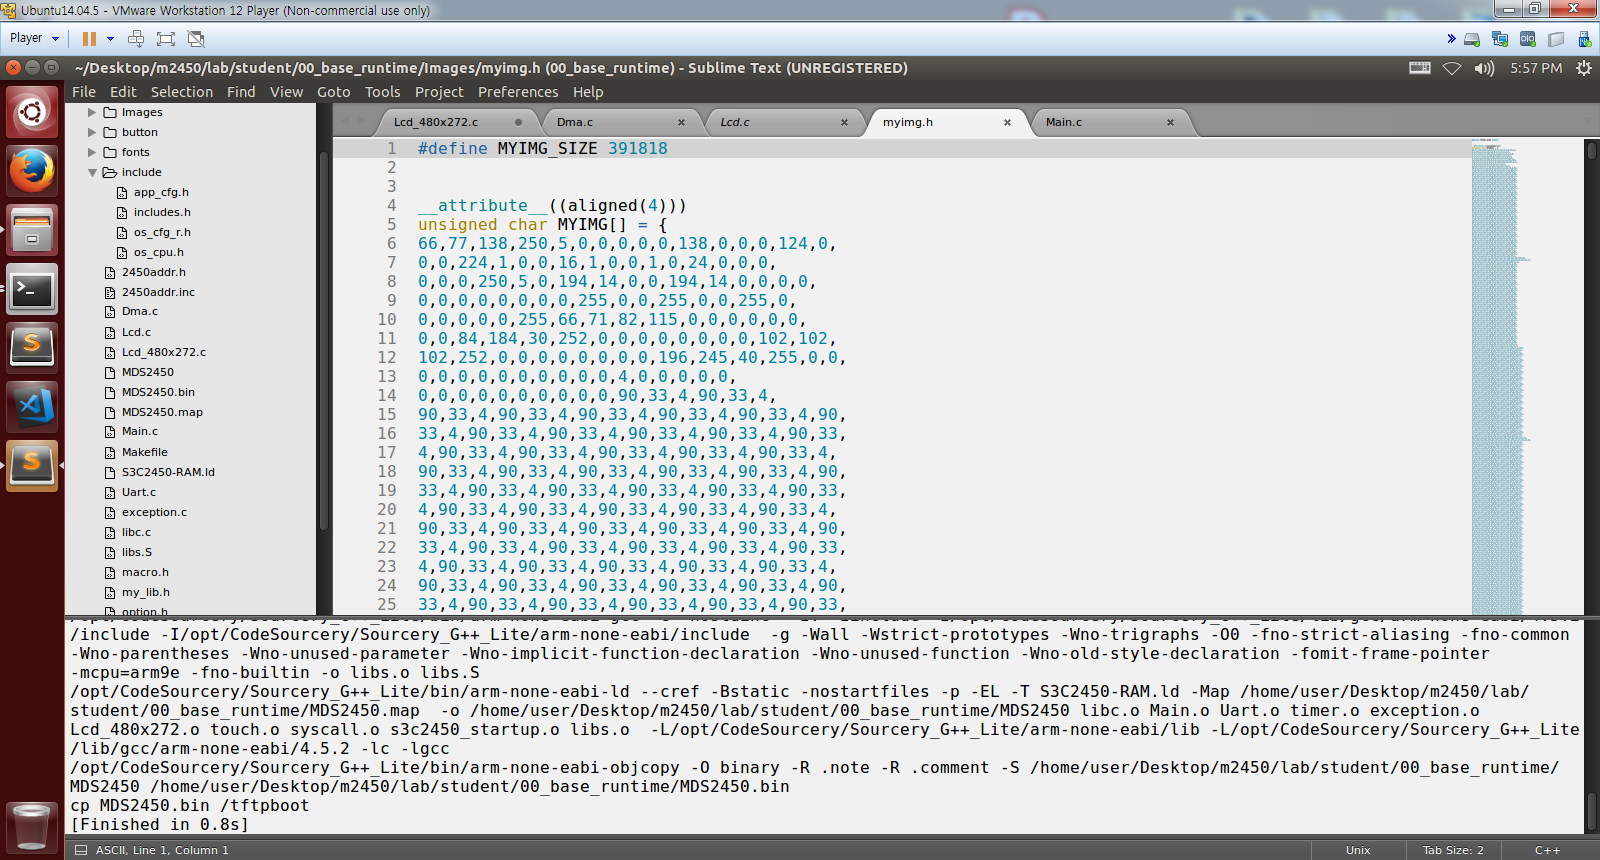 Ubuntu14.04.5 - VMware Workstation 12 Player (Non-commercial use only)
Player
~/Desktop/m2450/lab/student/00_base_runtime/Images/myimg.h (00_base_runtime) - Sublime Text (UNREGISTERED)
5:57 PM
File Edit Selection Find View Goto Tools Project Preferences Help
Images
button
fonts
include
app_cfg.h
includes.h
os_cfg_r.h
os_cpu.h
2450addr.h
2450addr.inc
Dma.c
Lcd.c
Lcd_480x272.c
MDS2450
MDS2450.bin
MDS2450.map
Main.c
Makefile
S3C2450-RAM.ld
Uart.c
exception.c
libc.c
libs.S
macro.h
my_lib.h
option.h
Lcd_480x272.c Dma.c Lcd.c myimg.h Main.c
1 #define MYIMG_SIZE 391818
2
3
4 __attribute__((aligned(4)))
5 unsigned char MYIMG[] = {
6 66,77,138,250,5,0,0,0,0,0,138,0,0,0,124,0,
7 0,0,224,1,0,0,16,1,0,0,1,0,24,0,0,0,
8 0,0,0,250,5,0,194,14,0,0,194,14,0,0,0,0,
9 0,0,0,0,0,0,0,0,255,0,0,255,0,0,255,0,
10 0,0,0,0,0,255,66,71,82,115,0,0,0,0,0,0,
11 0,0,84,184,30,252,0,0,0,0,0,0,0,0,102,102,
12 102,252,0,0,0,0,0,0,0,0,196,245,40,255,0,0,
13 0,0,0,0,0,0,0,0,0,0,4,0,0,0,0,0,
14 0,0,0,0,0,0,0,0,0,0,90,33,4,90,33,4,
15 90,33,4,90,33,4,90,33,4,90,33,4,90,33,4,90,
16 33,4,90,33,4,90,33,4,90,33,4,90,33,4,90,33,
17 4,90,33,4,90,33,4,90,33,4,90,33,4,90,33,4,
18 90,33,4,90,33,4,90,33,4,90,33,4,90,33,4,90,
19 33,4,90,33,4,90,33,4,90,33,4,90,33,4,90,33,
20 4,90,33,4,90,33,4,90,33,4,90,33,4,90,33,4,
21 90,33,4,90,33,4,90,33,4,90,33,4,90,33,4,90,
22 33,4,90,33,4,90,33,4,90,33,4,90,33,4,90,33,
23 4,90,33,4,90,33,4,90,33,4,90,33,4,90,33,4,
24 90,33,4,90,33,4,90,33,4,90,33,4,90,33,4,90,
25 33,4,90,33,4,90,33,4,90,33,4,90,33,4,90,33,
/include -I/opt/CodeSourcery/Sourcery_G++_Lite/arm-none-eabi/include  -g -Wall -Wstrict-prototypes -Wno-trigraphs -O0 -fno-strict-aliasing -fno-common
-Wno-parentheses -Wno-unused-parameter -Wno-implicit-function-declaration -Wno-unused-function -Wno-old-style-declaration -fomit-frame-pointer
-mcpu=arm9e -fno-builtin -o libs.o libs.S
/opt/CodeSourcery/Sourcery_G++_Lite/bin/arm-none-eabi-ld --cref -Bstatic -nostartfiles -p -EL -T S3C2450-RAM.ld -Map /home/user/Desktop/m2450/lab/
student/00_base_runtime/MDS2450.map  -o /home/user/Desktop/m2450/lab/student/00_base_runtime/MDS2450 libc.o Main.o Uart.o timer.o exception.o
Lcd_480x272.o touch.o syscall.o s3c2450_startup.o libs.o  -L/opt/CodeSourcery/Sourcery_G++_Lite/arm-none-eabi/lib -L/opt/CodeSourcery/Sourcery_G++_Lite
/lib/gcc/arm-none-eabi/4.5.2 -lc -lgcc
/opt/CodeSourcery/Sourcery_G++_Lite/bin/arm-none-eabi-objcopy -O binary -R .note -R .comment -S /home/user/Desktop/m2450/lab/student/00_base_runtime/
MDS2450 /home/user/Desktop/m2450/lab/student/00_base_runtime/MDS2450.bin
cp MDS2450.bin /tftpboot
[Finished in 0.8s]
ASCII, Line 1, Column 1 Unix Tab Size: 2 C++